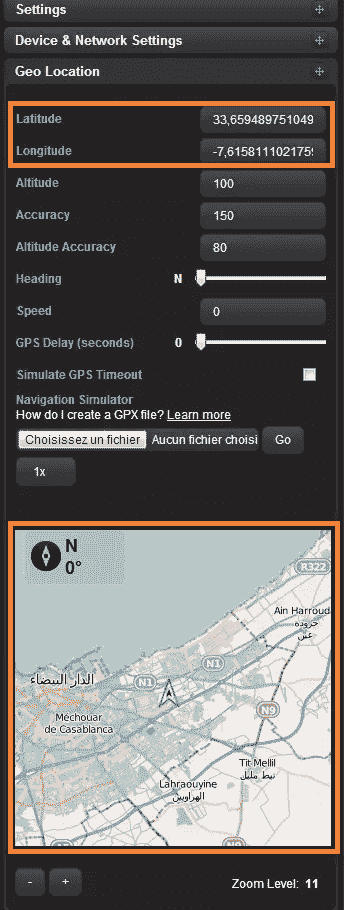 Settings
Device & Network Settings
Geo Location
Latitude 33,659489751049
Longitude -7,615811102175
Altitude 100
Accuracy 150
Altitude Accuracy 80
Heading N
Speed 0
GPS Delay (seconds) 0
Simulate GPS Timeout
Navigation Simulator
How do I create a GPX file? Learn more
Choisissez un fichier Aucun fichier choisi Go
1x
N
0°
R322
Ain Harrouda
عين
حرودة
الدار البيضاء
N1
N1
Méchouar
de Casablanca
N9
Tit Mellil
تيط مليل
Lahraouyine
الهراويين
N9
- + Zoom Level: 11